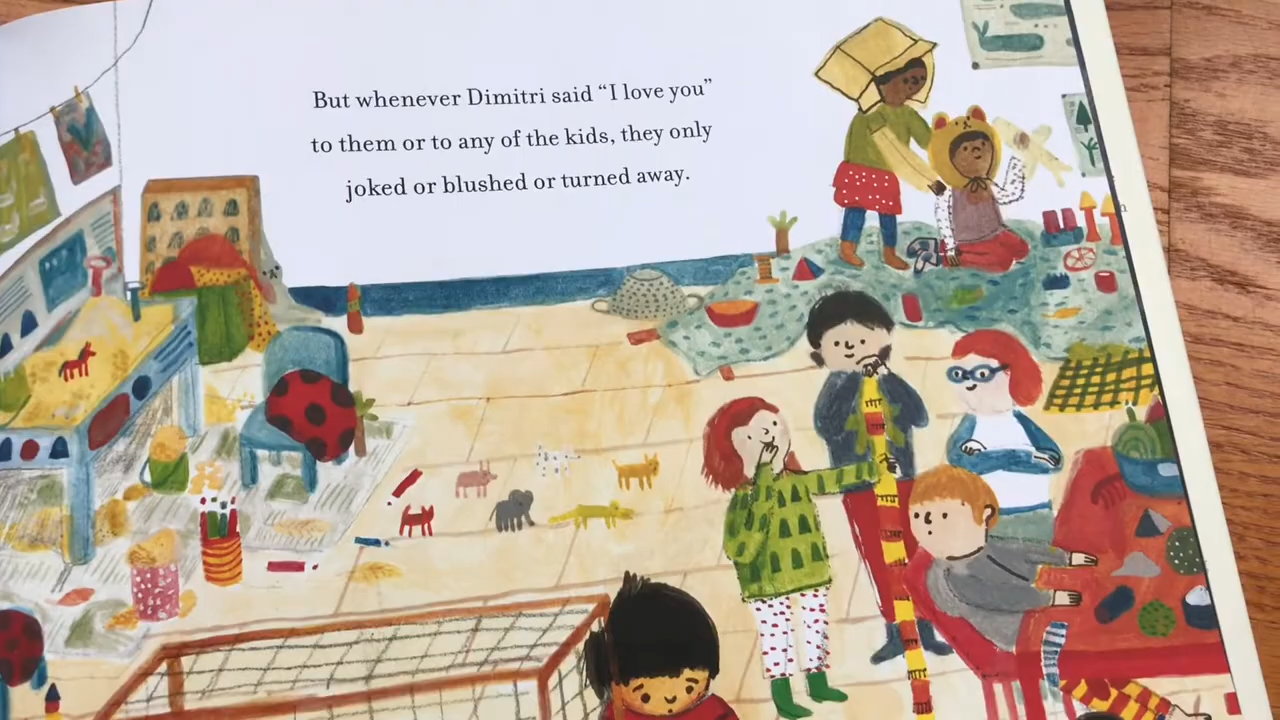 But whenever Dimitri said “I love you”
to them or to any of the kids, they only
joked or blushed or turned away.